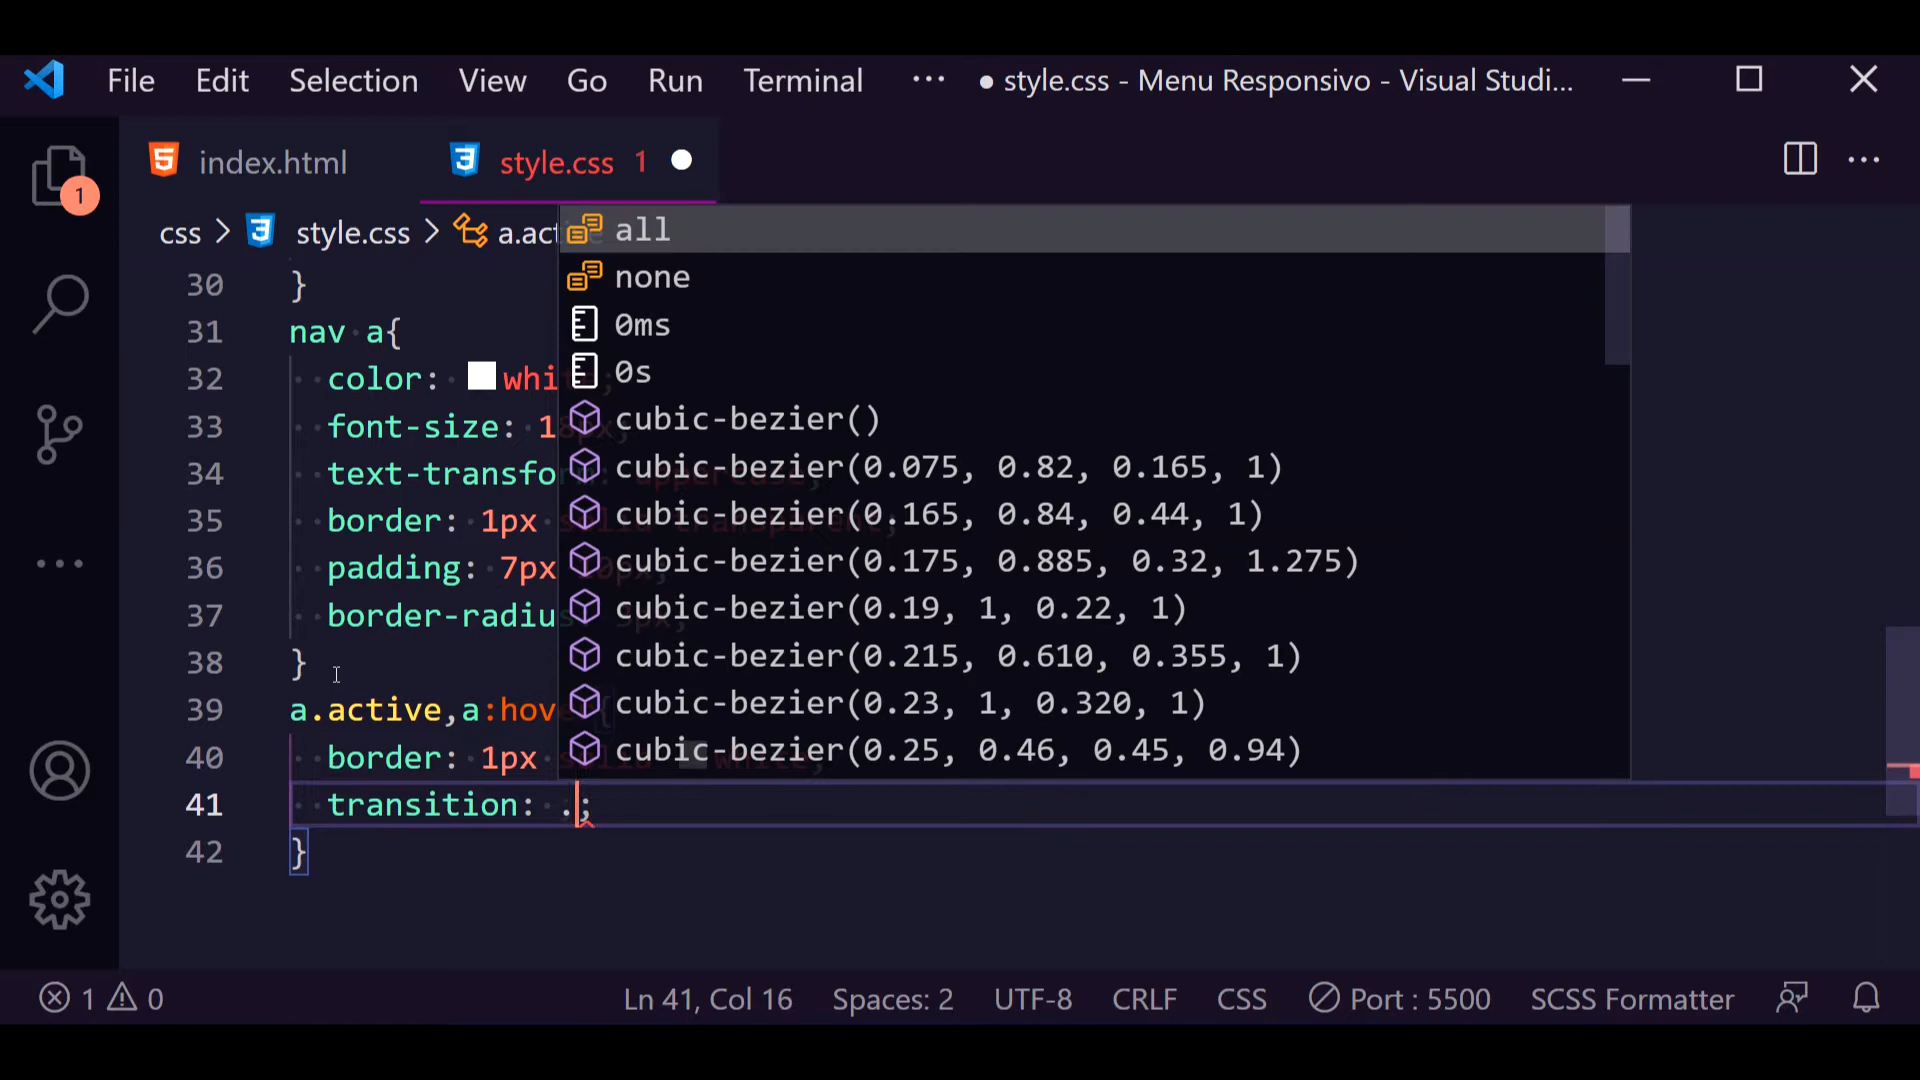 File Edit Selection View Go Run Terminal ··· ● style.css - Menu Responsivo - Visual Studi...
1
index.html
style.css 1
css > style.css > a.act
all
none
0ms
0s
cubic-bezier()
cubic-bezier(0.075, 0.82, 0.165, 1)
cubic-bezier(0.165, 0.84, 0.44, 1)
cubic-bezier(0.175, 0.885, 0.32, 1.275)
cubic-bezier(0.19, 1, 0.22, 1)
cubic-bezier(0.215, 0.610, 0.355, 1)
cubic-bezier(0.23, 1, 0.320, 1)
cubic-bezier(0.25, 0.46, 0.45, 0.94)
30 }
31 nav a{
32 color: whi
33 font-size: 18px;
34 text-transfo
35 border: 1px solid transparent;
36 padding: 7px
37 border-radiu
38 }
39 a.active,a:hov
40 border: 1px solid white;
41 transition: .;
42 }
1 0
Ln 41, Col 16 Spaces: 2 UTF-8 CRLF CSS Port : 5500 SCSS Formatter